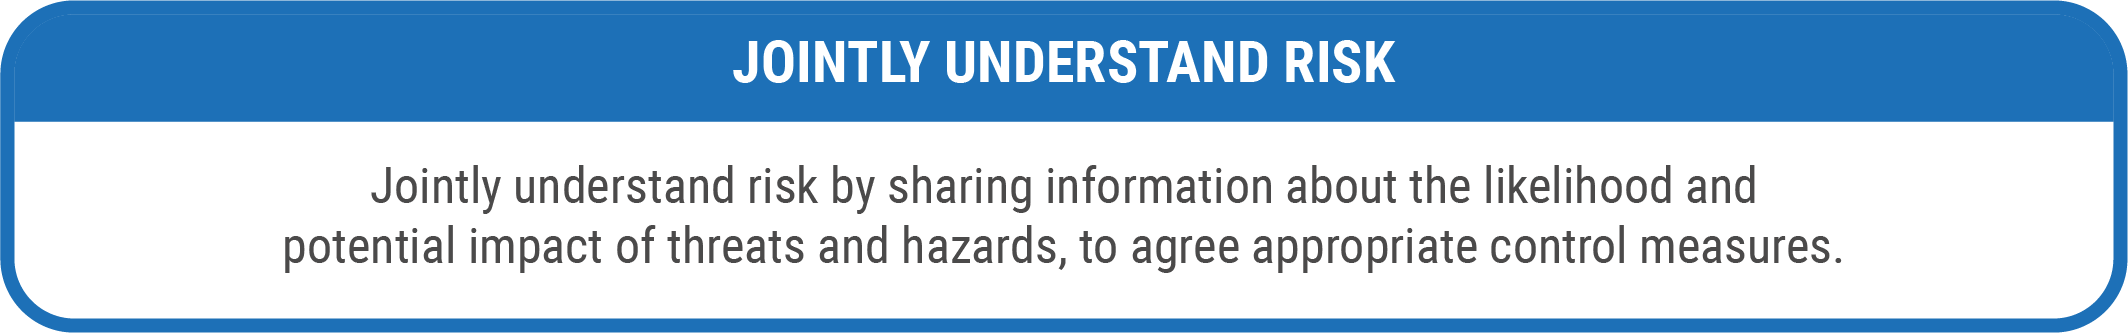 JOINTLY UNDERSTAND RISK
Jointly understand risk by sharing information about the likelihood and
potential impact of threats and hazards, to agree appropriate control measures.